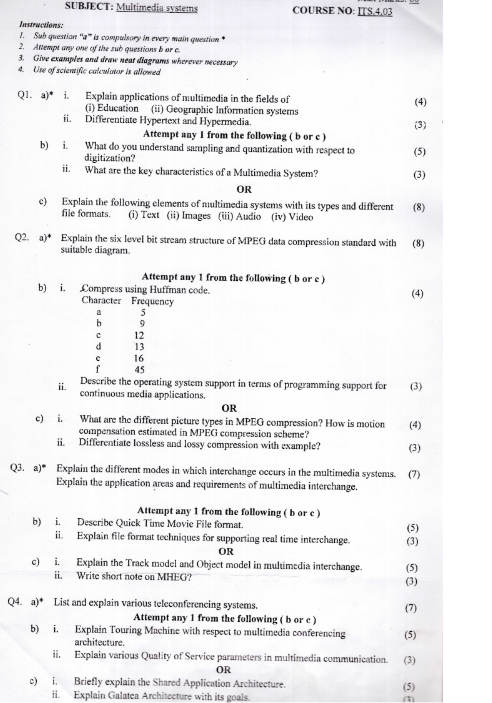 SUBJECT: Multimedia systems
COURSE NO: ITS.4.03
Instructions:
1. Sub question "a" is compulsory in every main question *
2. Attempt any one of the sub questions b or c.
3. Give examples and draw neat diagrams wherever necessary
4. Use of scientific calculator is allowed
Q1. a)* i. Explain applications of multimedia in the fields of (4)
(i) Education (ii) Geographic Information systems
ii. Differentiate Hypertext and Hypermedia. (3)
Attempt any 1 from the following ( b or c )
b) i. What do you understand sampling and quantization with respect to (5)
digitization?
ii. What are the key characteristics of a Multimedia System? (3)
OR
c) Explain the following elements of multimedia systems with its types and different (8)
file formats. (i) Text (ii) Images (iii) Audio (iv) Video
Q2. a)* Explain the six level bit stream structure of MPEG data compression standard with (8)
suitable diagram.
Attempt any 1 from the following ( b or c )
b) i. Compress using Huffman code. (4)
Character Frequency
a 5
b 9
c 12
d 13
e 16
f 45
ii. Describe the operating system support in terms of programming support for (3)
continuous media applications.
OR
c) i. What are the different picture types in MPEG compression? How is motion (4)
compensation estimated in MPEG compression scheme?
ii. Differentiate lossless and lossy compression with example? (3)
Q3. a)* Explain the different modes in which interchange occurs in the multimedia systems. (7)
Explain the application areas and requirements of multimedia interchange.
Attempt any 1 from the following ( b or c )
b) i. Describe Quick Time Movie File format. (5)
ii. Explain file format techniques for supporting real time interchange. (3)
OR
c) i. Explain the Track model and Object model in multimedia interchange. (5)
ii. Write short note on MHEG? (3)
Q4. a)* List and explain various teleconferencing systems. (7)
Attempt any 1 from the following ( b or c )
b) i. Explain Touring Machine with respect to multimedia conferencing (5)
architecture.
ii. Explain various Quality of Service parameters in multimedia communication. (3)
OR
c) i. Briefly explain the Shared Application Architecture. (5)
ii. Explain Galatea Architecture with its goals. (3)